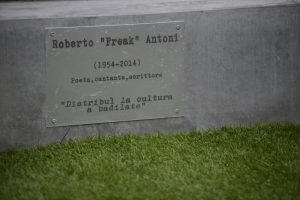 Roberto "Freak" Antoni
(1954-2014)
Poeta,cantante,scrittore
"Distribuì la cultura
a badilate"